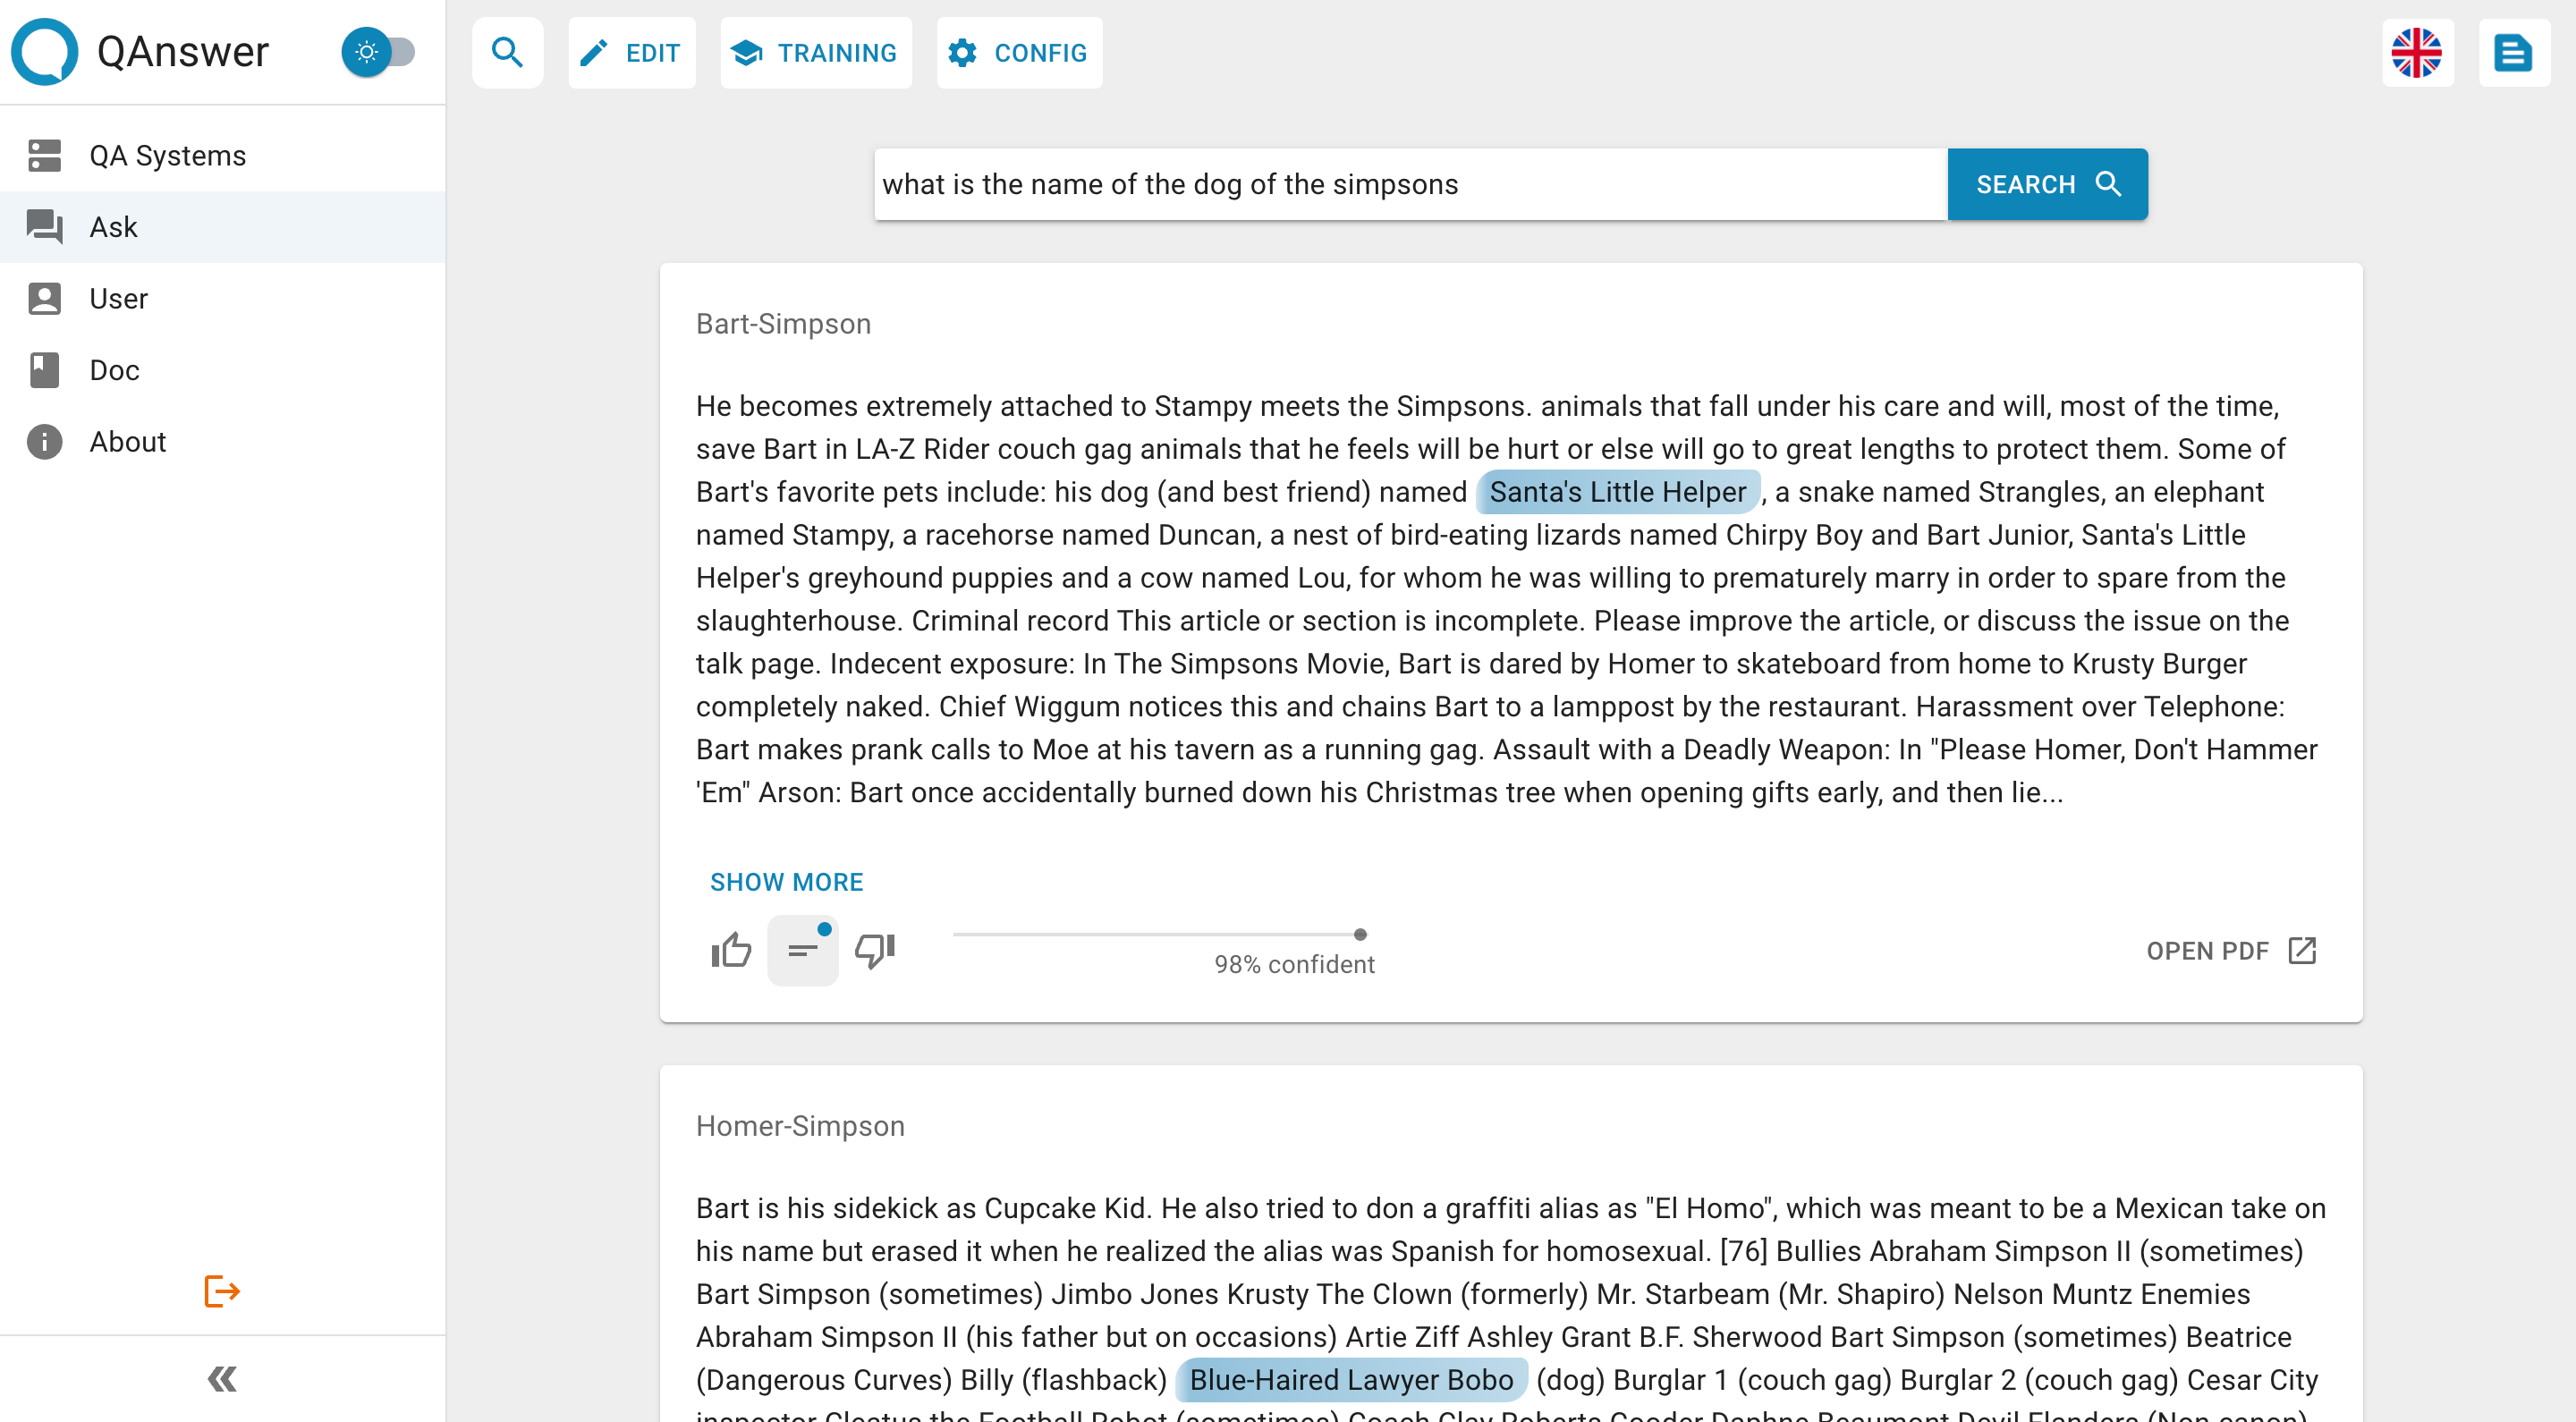 QAnswer
EDIT
TRAINING
CONFIG
QA Systems
Ask
User
Doc
About
what is the name of the dog of the simpsons
SEARCH
Bart-Simpson
He becomes extremely attached to Stampy meets the Simpsons. animals that fall under his care and will, most of the time,
save Bart in LA-Z Rider couch gag animals that he feels will be hurt or else will go to great lengths to protect them. Some of
Bart's favorite pets include: his dog (and best friend) named Santa's Little Helper , a snake named Strangles, an elephant
named Stampy, a racehorse named Duncan, a nest of bird-eating lizards named Chirpy Boy and Bart Junior, Santa's Little
Helper's greyhound puppies and a cow named Lou, for whom he was willing to prematurely marry in order to spare from the
slaughterhouse. Criminal record This article or section is incomplete. Please improve the article, or discuss the issue on the
talk page. Indecent exposure: In The Simpsons Movie, Bart is dared by Homer to skateboard from home to Krusty Burger
completely naked. Chief Wiggum notices this and chains Bart to a lamppost by the restaurant. Harassment over Telephone:
Bart makes prank calls to Moe at his tavern as a running gag. Assault with a Deadly Weapon: In "Please Homer, Don't Hammer
'Em" Arson: Bart once accidentally burned down his Christmas tree when opening gifts early, and then lie...
SHOW MORE
98% confident
OPEN PDF
Homer-Simpson
Bart is his sidekick as Cupcake Kid. He also tried to don a graffiti alias as "El Homo", which was meant to be a Mexican take on
his name but erased it when he realized the alias was Spanish for homosexual. [76] Bullies Abraham Simpson II (sometimes)
Bart Simpson (sometimes) Jimbo Jones Krusty The Clown (formerly) Mr. Starbeam (Mr. Shapiro) Nelson Muntz Enemies
Abraham Simpson II (his father but on occasions) Artie Ziff Ashley Grant B.F. Sherwood Bart Simpson (sometimes) Beatrice
(Dangerous Curves) Billy (flashback) Blue-Haired Lawyer Bobo (dog) Burglar 1 (couch gag) Burglar 2 (couch gag) Cesar City
inspector Cleatus the Football Robot (sometimes) Coach Clay Roberts Cooder Daphne Beaumont Devil Flanders (Non-canon)